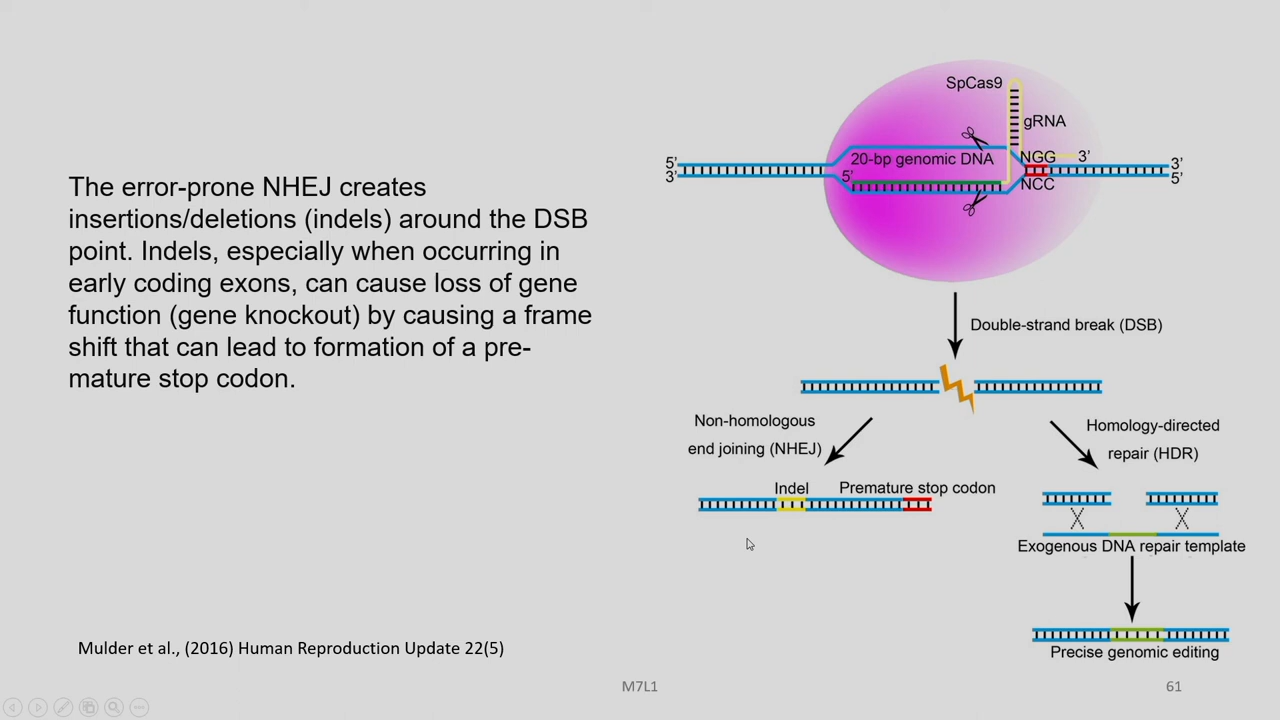 The error-prone NHEJ creates
insertions/deletions (indels) around the DSB
point. Indels, especially when occurring in
early coding exons, can cause loss of gene
function (gene knockout) by causing a frame
shift that can lead to formation of a pre-
mature stop codon.
Mulder et al., (2016) Human Reproduction Update 22(5)
SpCas9
gRNA
20-bp genomic DNA
NGG
3’
5’
3’
5’
NCC
3’
5’
Double-strand break (DSB)
Non-homologous
end joining (NHEJ)
Homology-directed
repair (HDR)
Indel
Premature stop codon
Exogenous DNA repair template
Precise genomic editing
M7L1
61